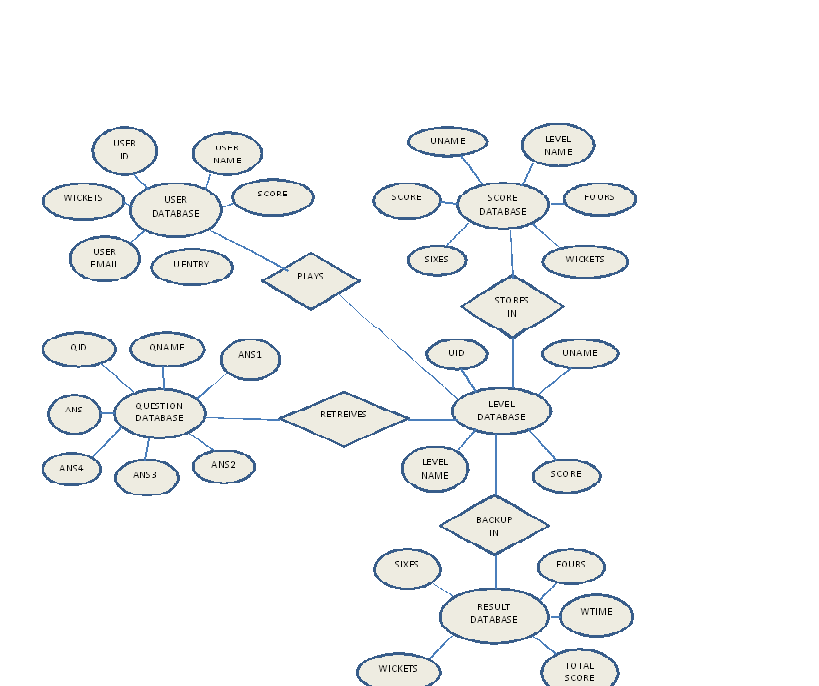 USER
ID
USER
NAME
WICKETS
USER
DATABASE
SCORE
USER
EMAIL
U.ENTRY
PLAYS
UNAME
LEVEL
NAME
SCORE
SCORE
DATABASE
FOURS
SIXES
WICKETS
STORES
IN
QID
QNAME
ANS1
ANS
QUESTION
DATABASE
ANS4
ANS3
ANS2
RETREIVES
UID
UNAME
LEVEL
DATABASE
LEVEL
NAME
SCORE
BACKUP
IN
SIXES
FOURS
RESULT
DATABASE
WTIME
WICKETS
TOTAL
SCORE